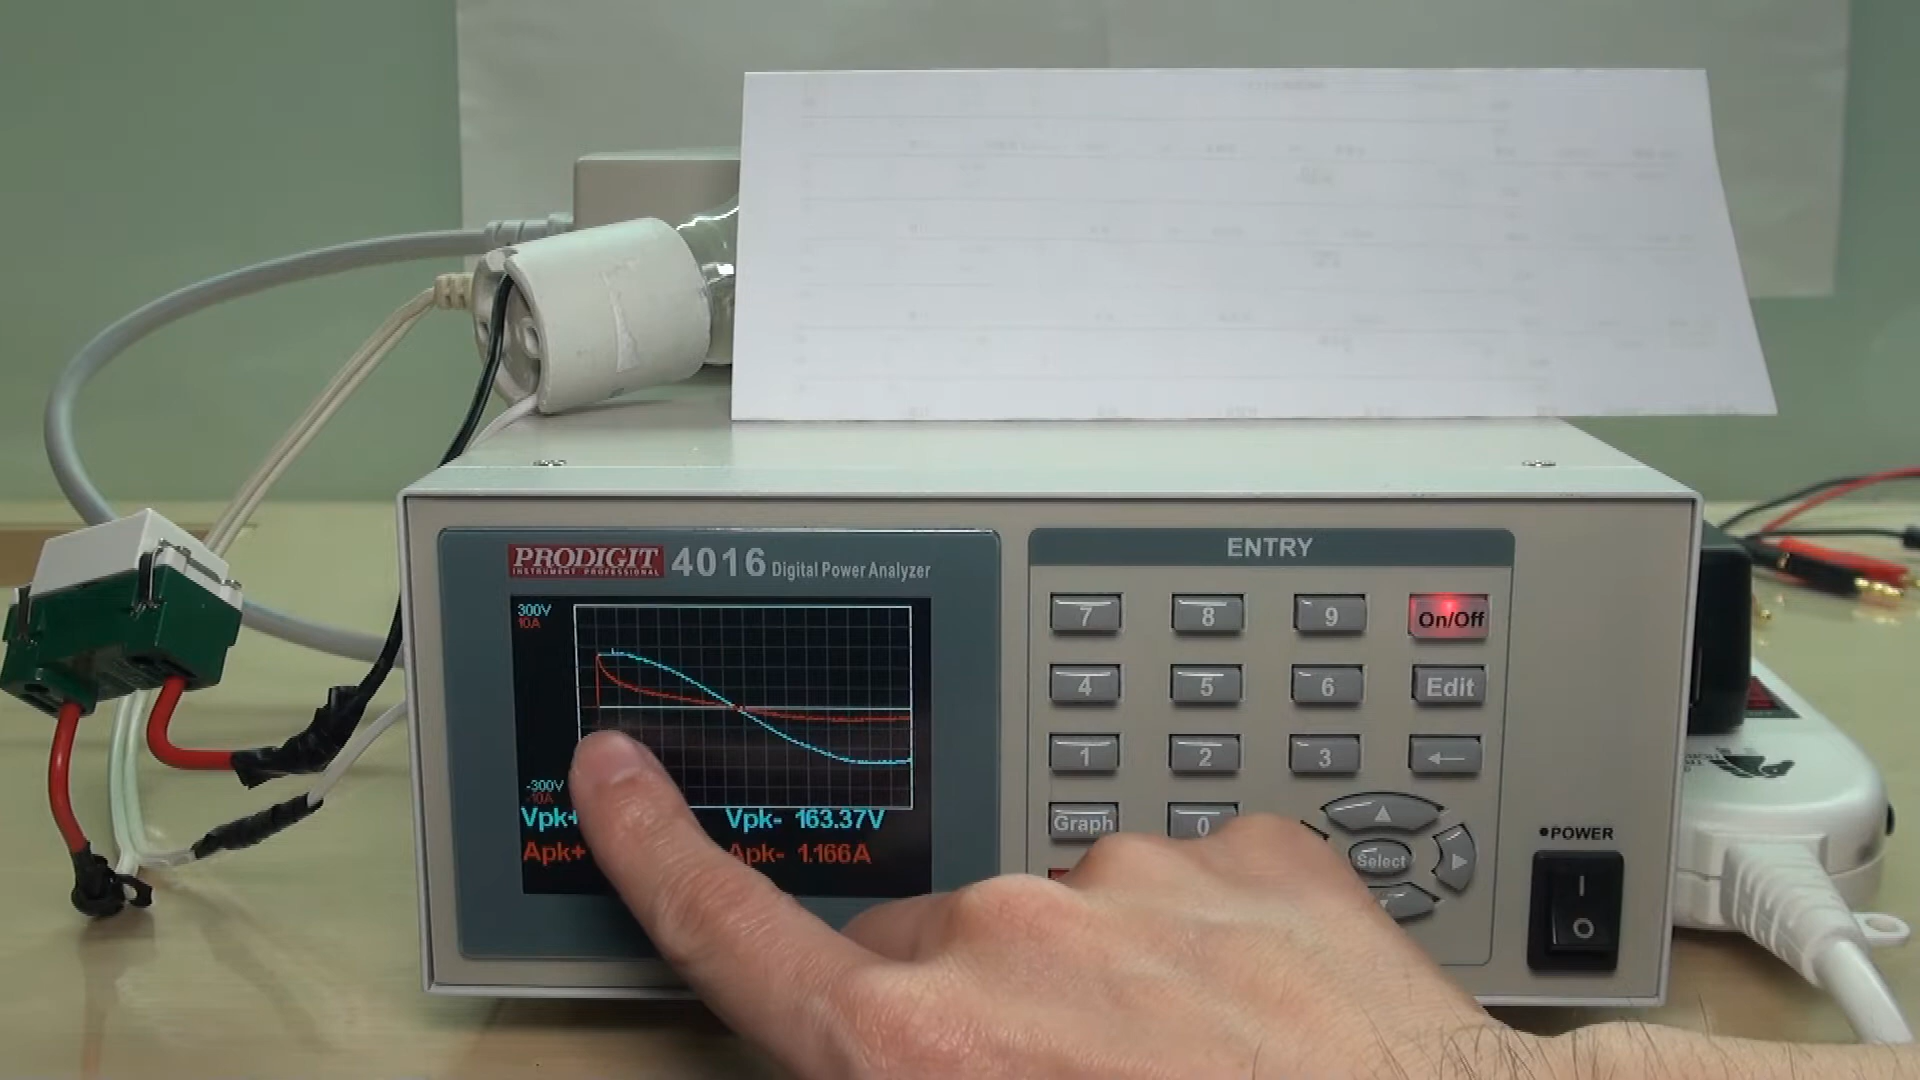 PRODIGIT 4016 Digital Power Analyzer
INSTRUMENT PROFESSIONAL
300V
10A
-300V
-10A
Vpk+
Vpk- 163.37V
Apk+
Apk- 1.166A
ENTRY
7 8 9 On/Off
4 5 6 Edit
1 2 3 ←
Graph 0
Select
POWER